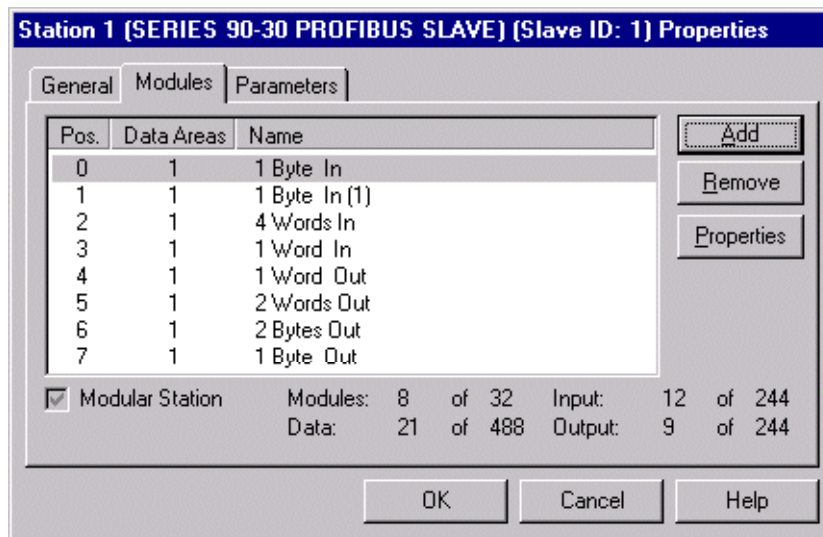 Station 1 (SERIES 90-30 PROFIBUS SLAVE) (Slave ID: 1) Properties
General Modules Parameters
Pos. Data Areas Name
0 1 1 Byte In
1 1 1 Byte In (1)
2 1 4 Words In
3 1 1 Word In
4 1 1 Word Out
5 1 2 Words Out
6 1 2 Bytes Out
7 1 1 Byte Out
Add
Remove
Properties
Modular Station Modules: 8 of 32 Input: 12 of 244
Data: 21 of 488 Output: 9 of 244
OK Cancel Help